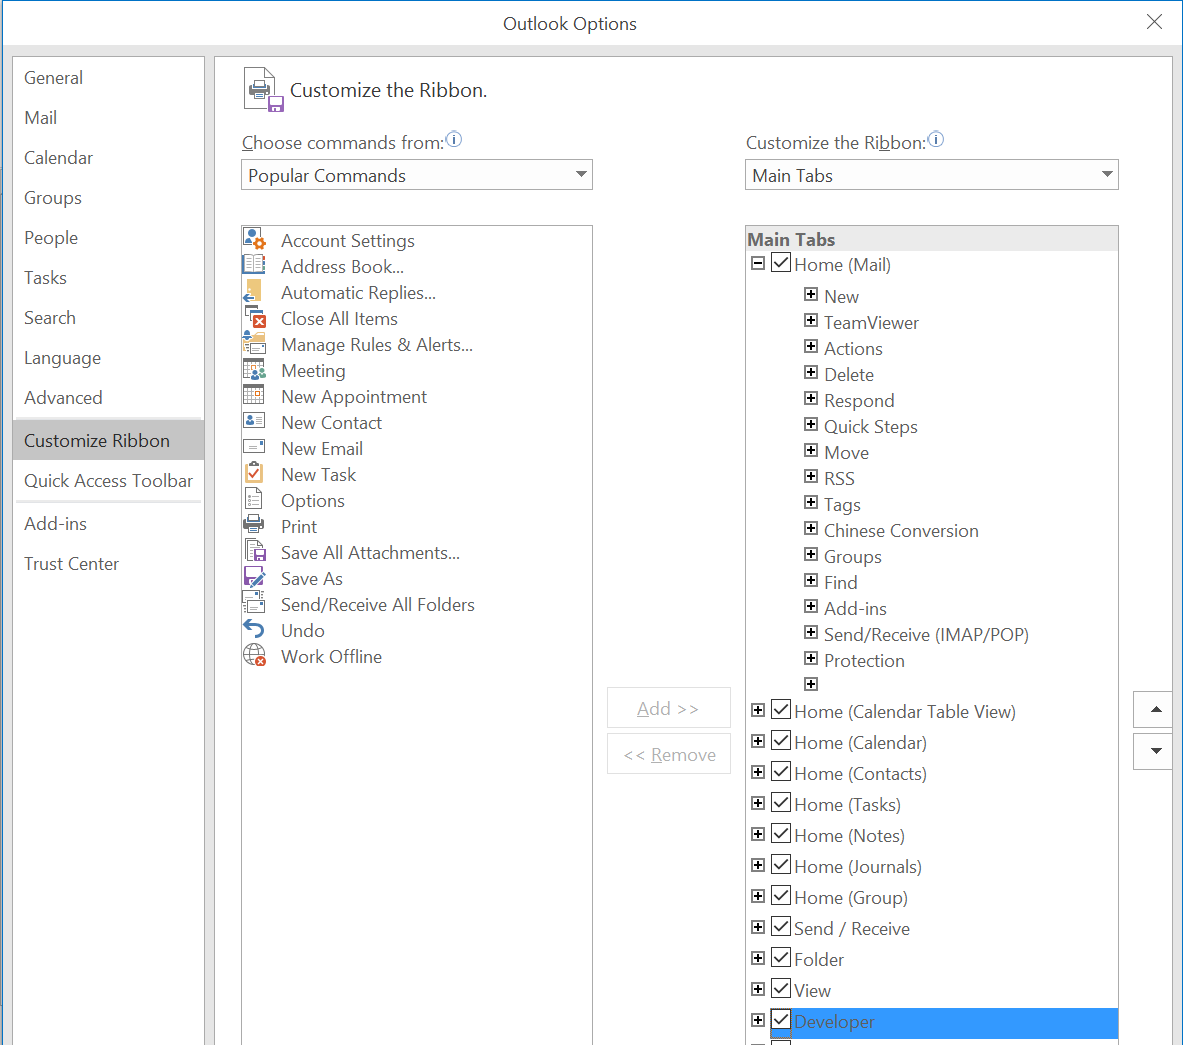 Outlook Options
General
Mail
Calendar
Groups
People
Tasks
Search
Language
Advanced
Customize Ribbon
Quick Access Toolbar
Add-ins
Trust Center
Customize the Ribbon.
Choose commands from:
Popular Commands
Account Settings
Address Book...
Automatic Replies...
Close All Items
Manage Rules & Alerts...
Meeting
New Appointment
New Contact
New Email
New Task
Options
Print
Save All Attachments...
Save As
Send/Receive All Folders
Undo
Work Offline
Add >>
<< Remove
Customize the Ribbon:
Main Tabs
Main Tabs
Home (Mail)
New
TeamViewer
Actions
Delete
Respond
Quick Steps
Move
RSS
Tags
Chinese Conversion
Groups
Find
Add-ins
Send/Receive (IMAP/POP)
Protection
Home (Calendar Table View)
Home (Calendar)
Home (Contacts)
Home (Tasks)
Home (Notes)
Home (Journals)
Home (Group)
Send / Receive
Folder
View
Developer